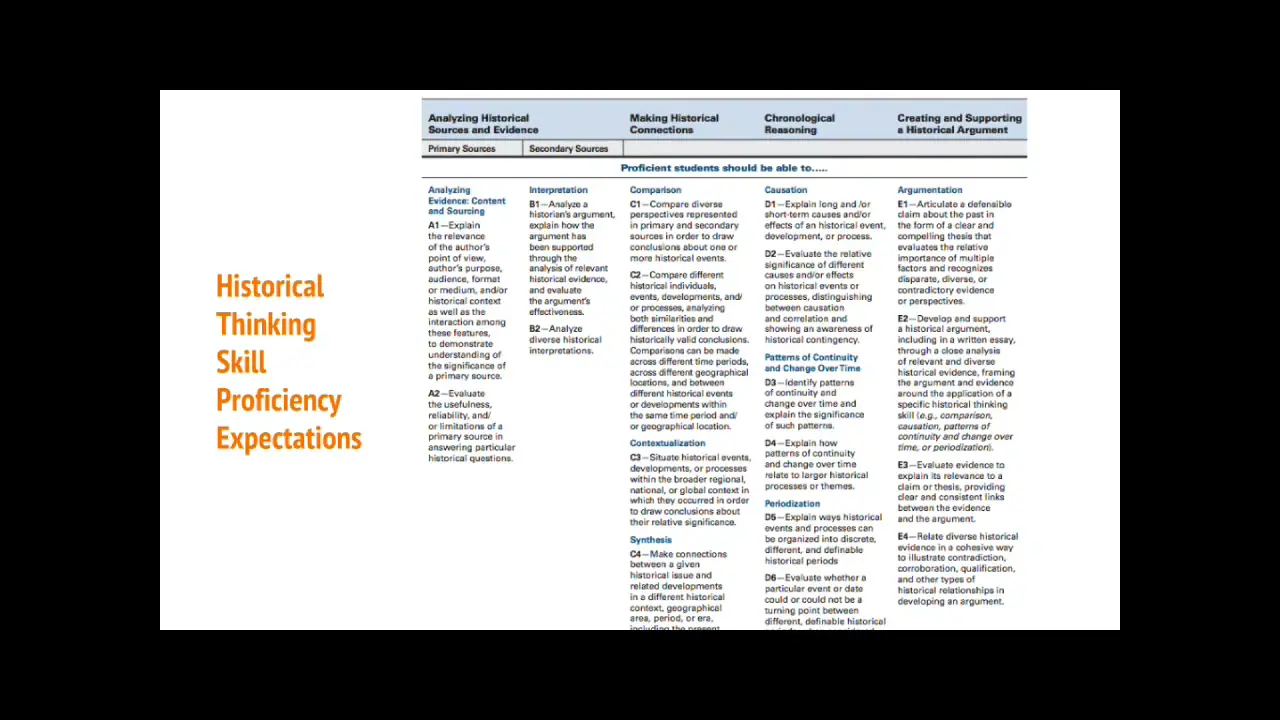 Historical
Thinking
Skill
Proficiency
Expectations
Analyzing Historical
Sources and Evidence
Making Historical
Connections
Chronological
Reasoning
Creating and Supporting
a Historical Argument
Primary Sources
Secondary Sources
Proficient students should be able to.....
Analyzing
Evidence: Content
and Sourcing
A1—Explain
the relevance
of the author's
point of view,
author's purpose,
audience, format
or medium, and/or
historical context
as well as the
interaction among
these features,
to demonstrate
understanding of
the significance of
a primary source.
A2—Evaluate
the usefulness,
reliability, and/
or limitations of a
primary source in
answering particular
historical questions.
Interpretation
B1—Analyze a
historian's argument,
explain how the
argument has
been supported
through the
analysis of relevant
historical evidence,
and evaluate
the argument's
effectiveness.
B2—Analyze
diverse historical
interpretations.
Comparison
C1—Compare diverse
perspectives represented
in primary and secondary
sources in order to draw
conclusions about one or
more historical events.
C2—Compare different
historical individuals,
events, developments, and/
or processes, analyzing
both similarities and
differences in order to draw
historically valid conclusions.
Comparisons can be made
across different time periods,
across different geographical
locations, and between
different historical events
or developments within
the same time period and/
or geographical location.
Contextualization
C3—Situate historical events,
developments, or processes
within the broader regional,
national, or global context in
which they occurred in order
to draw conclusions about
their relative significance.
Synthesis
C4—Make connections
between a given
historical issue and
related developments
in a different historical
context, geographical
area, period, or era,
including the present
Causation
D1—Explain long and /or
short-term causes and/or
effects of an historical event,
development, or process.
D2—Evaluate the relative
significance of different
causes and/or effects
on historical events or
processes, distinguishing
between causation
and correlation and
showing an awareness of
historical contingency.
Patterns of Continuity
and Change Over Time
D3—Identify patterns
of continuity and
change over time and
explain the significance
of such patterns.
D4—Explain how
patterns of continuity
and change over time
relate to larger historical
processes or themes.
Periodization
D5—Explain ways historical
events and processes can
be organized into discrete,
different, and definable
historical periods
D6—Evaluate whether a
particular event or date
could or could not be a
turning point between
different, definable historical
Argumentation
E1—Articulate a defensible
claim about the past in
the form of a clear and
compelling thesis that
evaluates the relative
importance of multiple
factors and recognizes
disparate, diverse, or
contradictory evidence
or perspectives.
E2—Develop and support
a historical argument,
including in a written essay,
through a close analysis
of relevant and diverse
historical evidence, framing
the argument and evidence
around the application of a
specific historical thinking
skill (e.g., comparison,
causation, patterns of
continuity and change over
time, or periodization).
E3—Evaluate evidence to
explain its relevance to a
claim or thesis, providing
clear and consistent links
between the evidence
and the argument.
E4—Relate diverse historical
evidence in a cohesive way
to illustrate contradiction,
corroboration, qualification,
and other types of
historical relationships in
developing an argument.